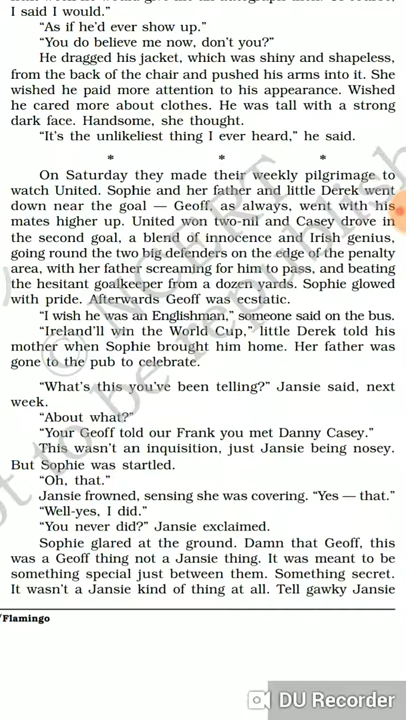 I said I would."
"As if he'd ever show up."
"You do believe me now, don't you?"
He dragged his jacket, which was shiny and shapeless,
from the back of the chair and pushed his arms into it. She
wished he paid more attention to his appearance. Wished
he cared more about clothes. He was tall with a strong
dark face. Handsome, she thought.
"It's the unlikeliest thing I ever heard," he said.
* * *
On Saturday they made their weekly pilgrimage to
watch United. Sophie and her father and little Derek went
down near the goal — Geoff, as always, went with his
mates higher up. United won two-nil and Casey drove in
the second goal, a blend of innocence and Irish genius,
going round the two big defenders on the edge of the penalty
area, with her father screaming for him to pass, and beating
the hesitant goalkeeper from a dozen yards. Sophie glowed
with pride. Afterwards Geoff was ecstatic.
"I wish he was an Englishman," someone said on the bus.
"Ireland'll win the World Cup," little Derek told his
mother when Sophie brought him home. Her father was
gone to the pub to celebrate.
"What's this you've been telling?" Jansie said, next
week.
"About what?"
"Your Geoff told our Frank you met Danny Casey."
This wasn't an inquisition, just Jansie being nosey.
But Sophie was startled.
"Oh, that."
Jansie frowned, sensing she was covering. "Yes — that."
"Well-yes, I did."
"You never did?" Jansie exclaimed.
Sophie glared at the ground. Damn that Geoff, this
was a Geoff thing not a Jansie thing. It was meant to be
something special just between them. Something secret.
It wasn't a Jansie kind of thing at all. Tell gawky Jansie
/Flamingo
DU Recorder
© NCERT
not to be republished